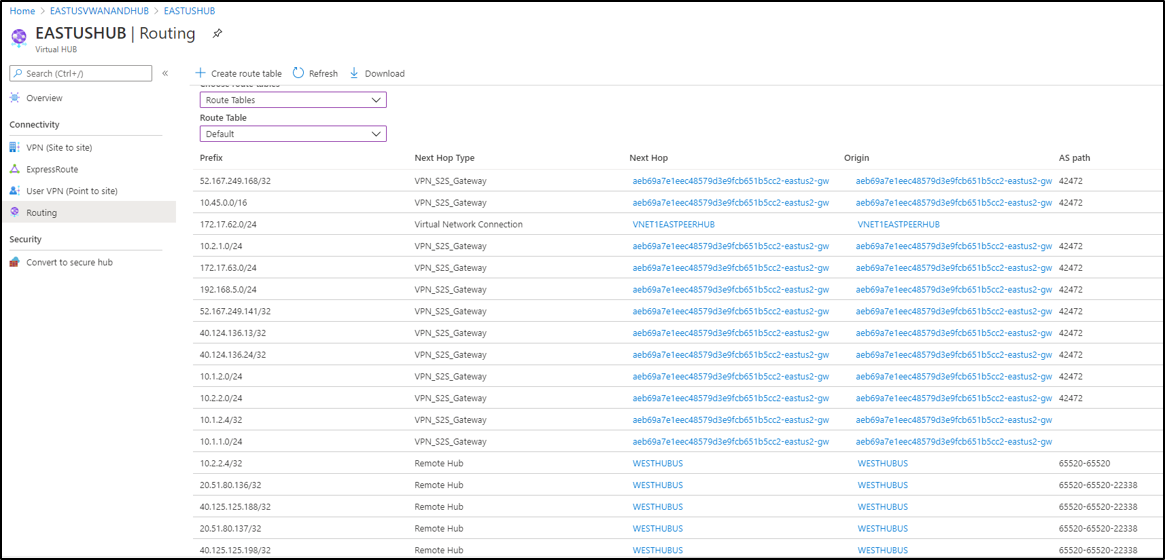 Home > EASTUSVWANANDHUB > EASTUSHUB
EASTUSHUB | Routing
Virtual HUB
Search (Ctrl+/) «
Overview
Connectivity
VPN (Site to site)
ExpressRoute
User VPN (Point to site)
Routing
Security
Convert to secure hub
+ Create route table Refresh Download
Choose route tables
Route Tables
Route Table
Default
Prefix Next Hop Type Next Hop Origin AS path
52.167.249.168/32 VPN_S2S_Gateway aeb69a7e1eec48579d3e9fcb651b5cc2-eastus2-gw aeb69a7e1eec48579d3e9fcb651b5cc2-eastus2-gw 42472
10.45.0.0/16 VPN_S2S_Gateway aeb69a7e1eec48579d3e9fcb651b5cc2-eastus2-gw aeb69a7e1eec48579d3e9fcb651b5cc2-eastus2-gw 42472
172.17.62.0/24 Virtual Network Connection VNET1EASTPEERHUB VNET1EASTPEERHUB
10.2.1.0/24 VPN_S2S_Gateway aeb69a7e1eec48579d3e9fcb651b5cc2-eastus2-gw aeb69a7e1eec48579d3e9fcb651b5cc2-eastus2-gw 42472
172.17.63.0/24 VPN_S2S_Gateway aeb69a7e1eec48579d3e9fcb651b5cc2-eastus2-gw aeb69a7e1eec48579d3e9fcb651b5cc2-eastus2-gw 42472
192.168.5.0/24 VPN_S2S_Gateway aeb69a7e1eec48579d3e9fcb651b5cc2-eastus2-gw aeb69a7e1eec48579d3e9fcb651b5cc2-eastus2-gw 42472
52.167.249.141/32 VPN_S2S_Gateway aeb69a7e1eec48579d3e9fcb651b5cc2-eastus2-gw aeb69a7e1eec48579d3e9fcb651b5cc2-eastus2-gw 42472
40.124.136.13/32 VPN_S2S_Gateway aeb69a7e1eec48579d3e9fcb651b5cc2-eastus2-gw aeb69a7e1eec48579d3e9fcb651b5cc2-eastus2-gw 42472
40.124.136.24/32 VPN_S2S_Gateway aeb69a7e1eec48579d3e9fcb651b5cc2-eastus2-gw aeb69a7e1eec48579d3e9fcb651b5cc2-eastus2-gw 42472
10.1.2.0/24 VPN_S2S_Gateway aeb69a7e1eec48579d3e9fcb651b5cc2-eastus2-gw aeb69a7e1eec48579d3e9fcb651b5cc2-eastus2-gw 42472
10.2.2.0/24 VPN_S2S_Gateway aeb69a7e1eec48579d3e9fcb651b5cc2-eastus2-gw aeb69a7e1eec48579d3e9fcb651b5cc2-eastus2-gw 42472
10.1.2.4/32 VPN_S2S_Gateway aeb69a7e1eec48579d3e9fcb651b5cc2-eastus2-gw aeb69a7e1eec48579d3e9fcb651b5cc2-eastus2-gw
10.1.1.0/24 VPN_S2S_Gateway aeb69a7e1eec48579d3e9fcb651b5cc2-eastus2-gw aeb69a7e1eec48579d3e9fcb651b5cc2-eastus2-gw
10.2.2.4/32 Remote Hub WESTHUBUS WESTHUBUS 65520-65520
20.51.80.136/32 Remote Hub WESTHUBUS WESTHUBUS 65520-65520-22338
40.125.125.188/32 Remote Hub WESTHUBUS WESTHUBUS 65520-65520-22338
20.51.80.137/32 Remote Hub WESTHUBUS WESTHUBUS 65520-65520-22338
40.125.125.198/32 Remote Hub WESTHUBUS WESTHUBUS 65520-65520-22338